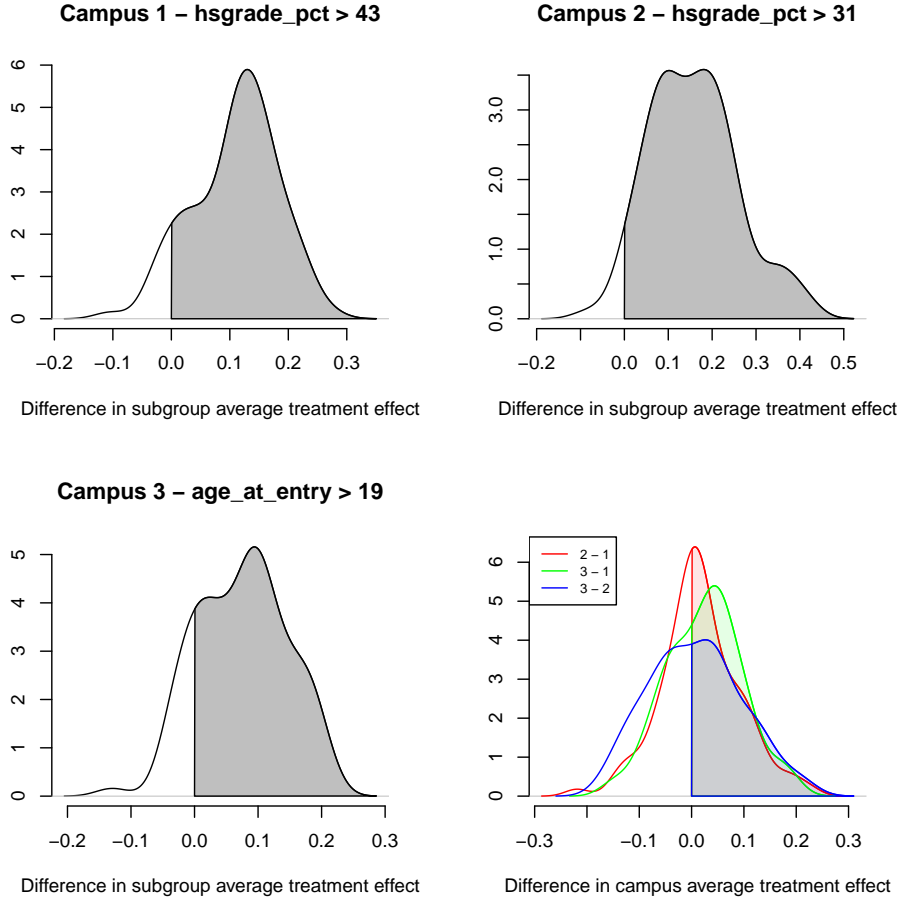 Campus 1 − hsgrade_pct > 43
6
5
4
3
2
1
0
−0.2 −0.1 0.0 0.1 0.2 0.3
Difference in subgroup average treatment effect
Campus 2 − hsgrade_pct > 31
3.0
2.0
1.0
0.0
−0.2 0.0 0.1 0.2 0.3 0.4 0.5
Difference in subgroup average treatment effect
Campus 3 − age_at_entry > 19
5
4
3
2
1
0
−0.2 −0.1 0.0 0.1 0.2 0.3
Difference in subgroup average treatment effect
2 − 1
3 − 1
3 − 2
6
5
4
3
2
1
0
−0.3 −0.1 0.0 0.1 0.2 0.3
Difference in campus average treatment effect